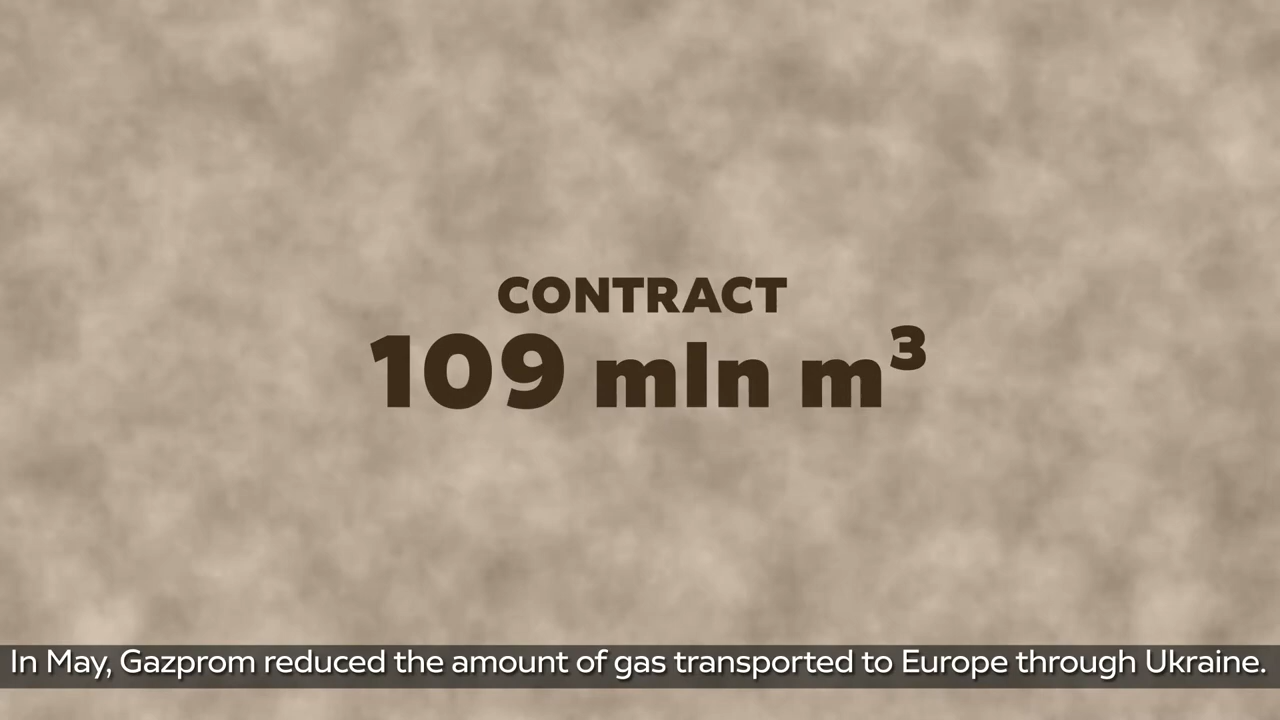 CONTRACT
109 mln m³
In May, Gazprom reduced the amount of gas transported to Europe through Ukraine.